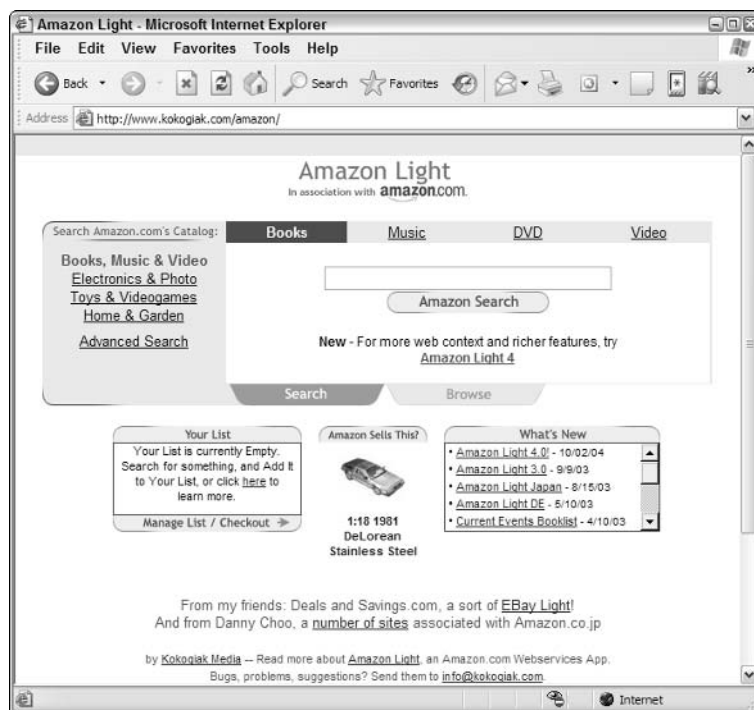 Amazon Light - Microsoft Internet Explorer
File Edit View Favorites Tools Help
Back Search Favorites »
Address http://www.kokogiak.com/amazon/
Amazon Light
In association with amazon.com.
Search Amazon.com's Catalog: Books Music DVD Video
Books, Music & Video
Electronics & Photo
Toys & Videogames
Home & Garden
Advanced Search
Amazon Search
New - For more web context and richer features, try
Amazon Light 4
Search Browse
Your List
Your List is currently Empty.
Search for something, and Add It
to Your List, or click here to
learn more.
Manage List / Checkout
Amazon Sells This?
1:18 1981
DeLorean
Stainless Steel
What's New
• Amazon Light 4.0! - 10/02/04
• Amazon Light 3.0 - 9/9/03
• Amazon Light Japan - 8/15/03
• Amazon Light DE - 5/10/03
• Current Events Booklist - 4/10/03
From my friends: Deals and Savings.com, a sort of EBay Light!
And from Danny Choo, a number of sites associated with Amazon.co.jp
by Kokogiak Media -- Read more about Amazon Light, an Amazon.com Webservices App.
Bugs, problems, suggestions? Send them to info@kokogiak.com.
Internet